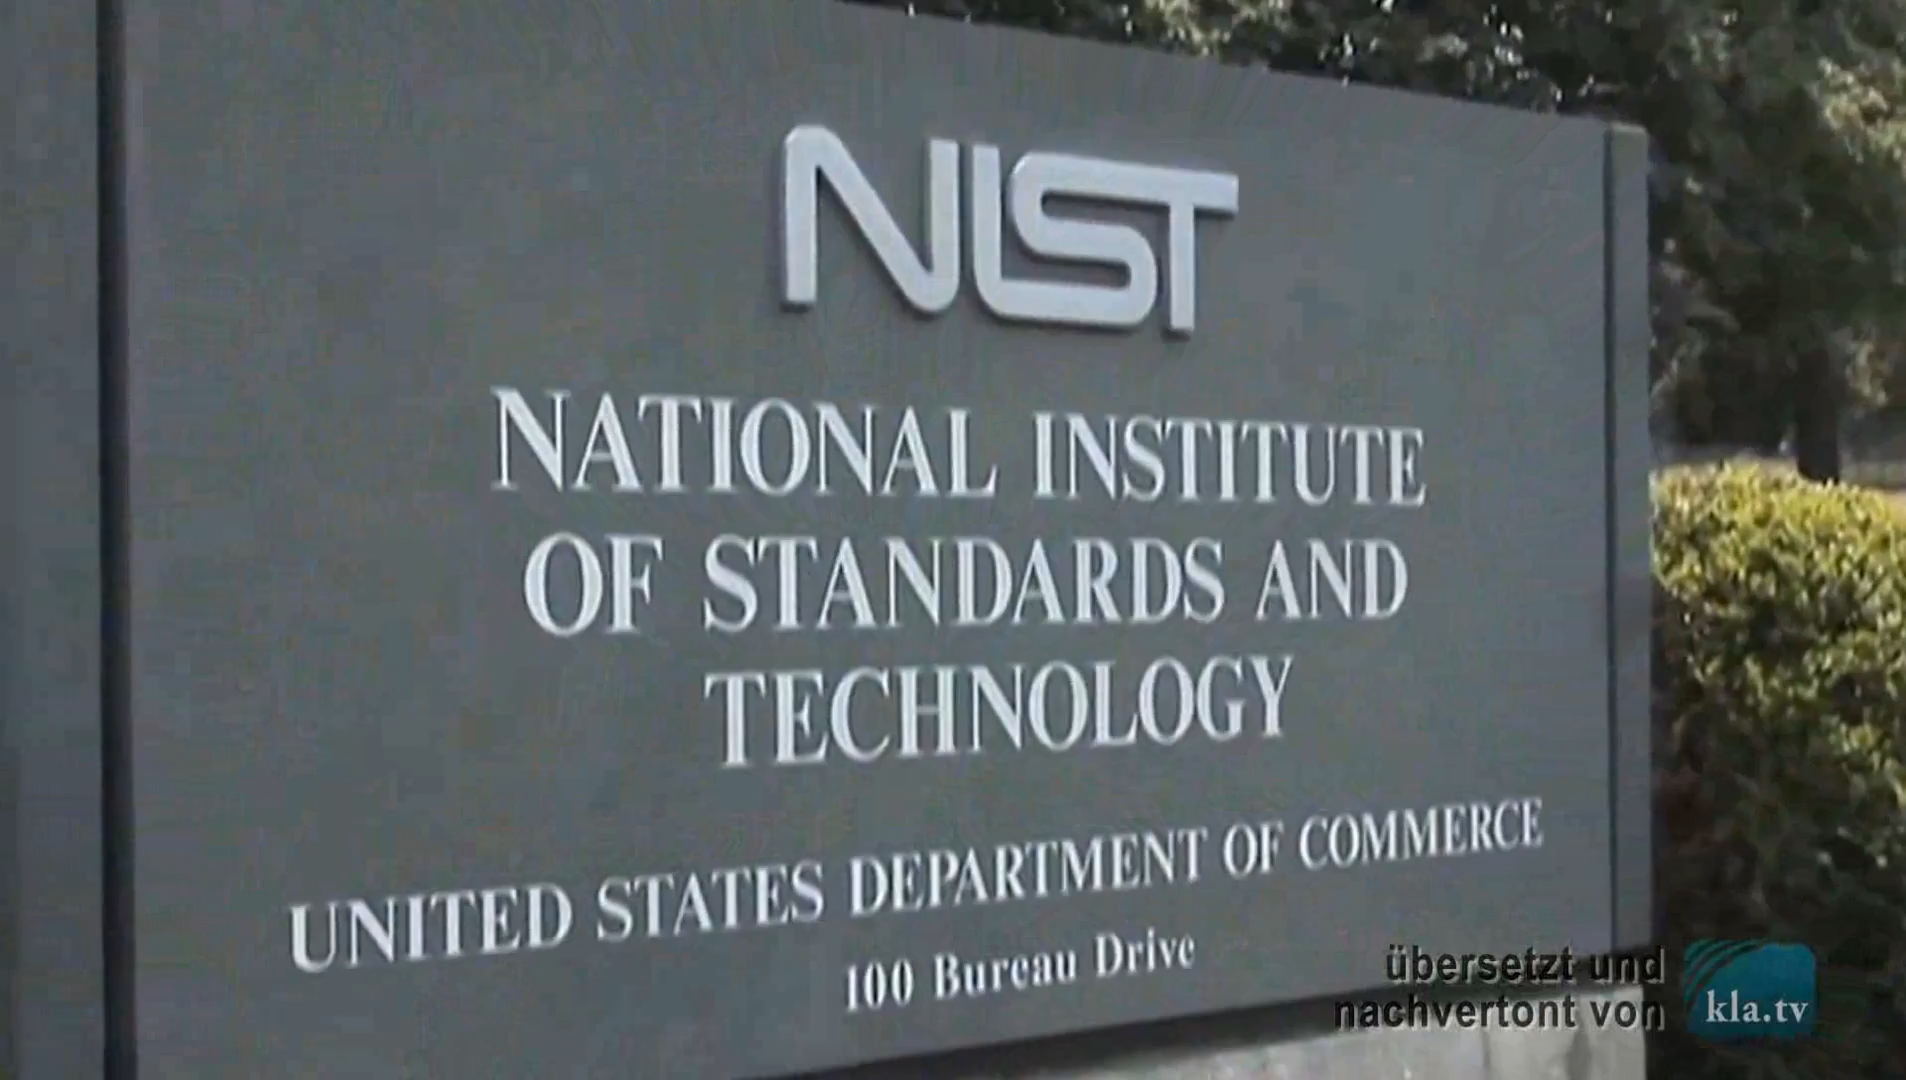 NIST
NATIONAL INSTITUTE
OF STANDARDS AND
TECHNOLOGY
UNITED STATES DEPARTMENT OF COMMERCE
100 Bureau Drive
übersetzt und
nachvertont von
kla.tv